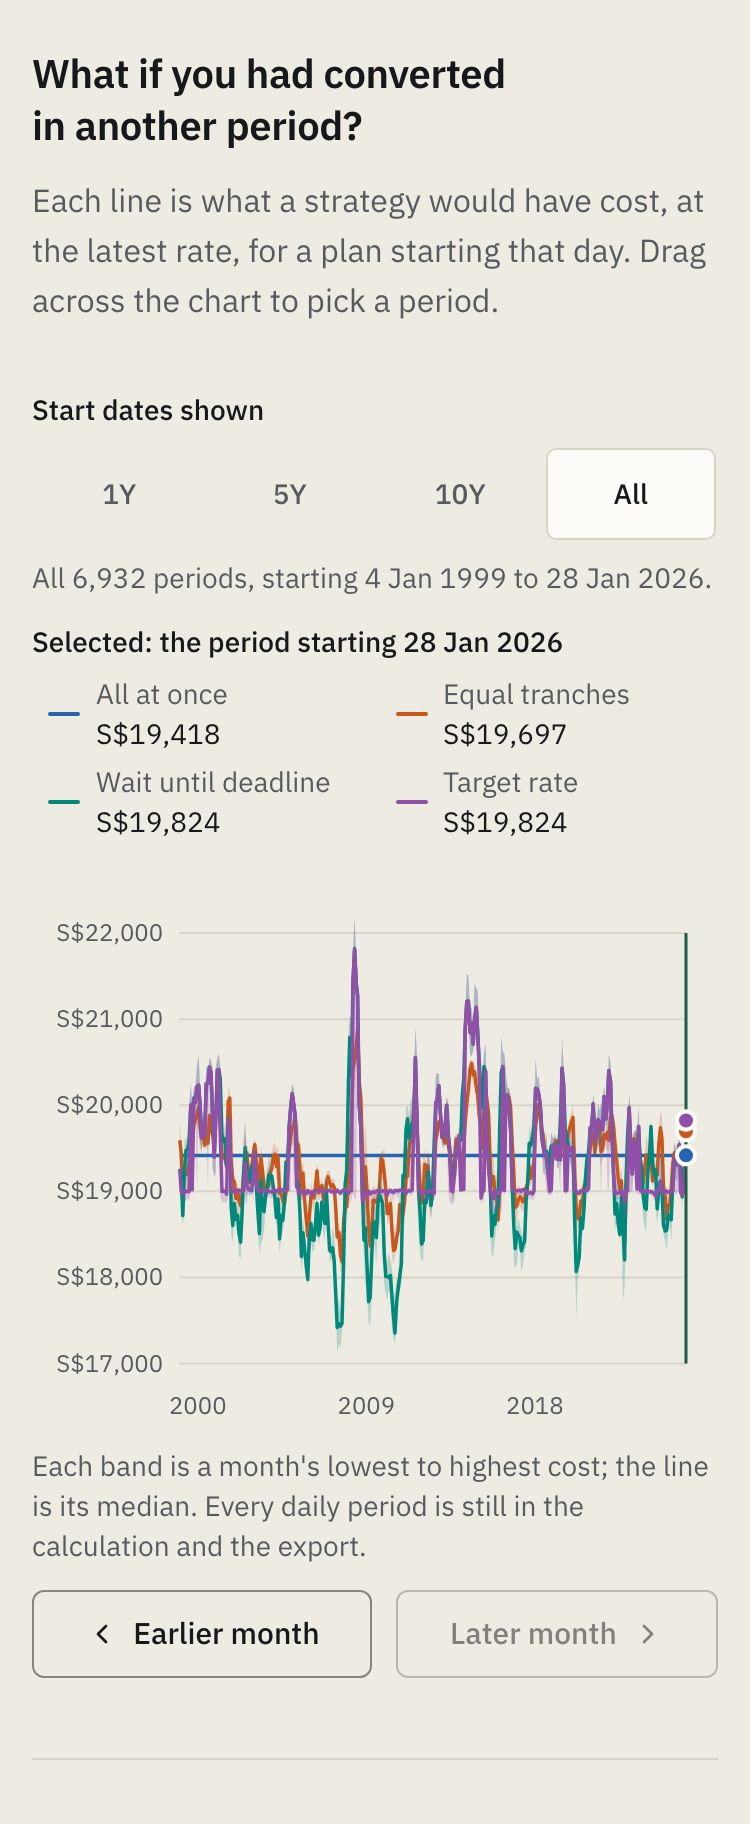 What if you had converted
in another period?
Each line is what a strategy would have cost, at
the latest rate, for a plan starting that day. Drag
across the chart to pick a period.
Start dates shown
1Y 5Y 10Y All
All 6,932 periods, starting 4 Jan 1999 to 28 Jan 2026.
Selected: the period starting 28 Jan 2026
All at once
S$19,418
Equal tranches
S$19,697
Wait until deadline
S$19,824
Target rate
S$19,824
S$22,000
S$21,000
S$20,000
S$19,000
S$18,000
S$17,000
2000 2009 2018
Each band is a month's lowest to highest cost; the line
is its median. Every daily period is still in the
calculation and the export.
Earlier month
Later month